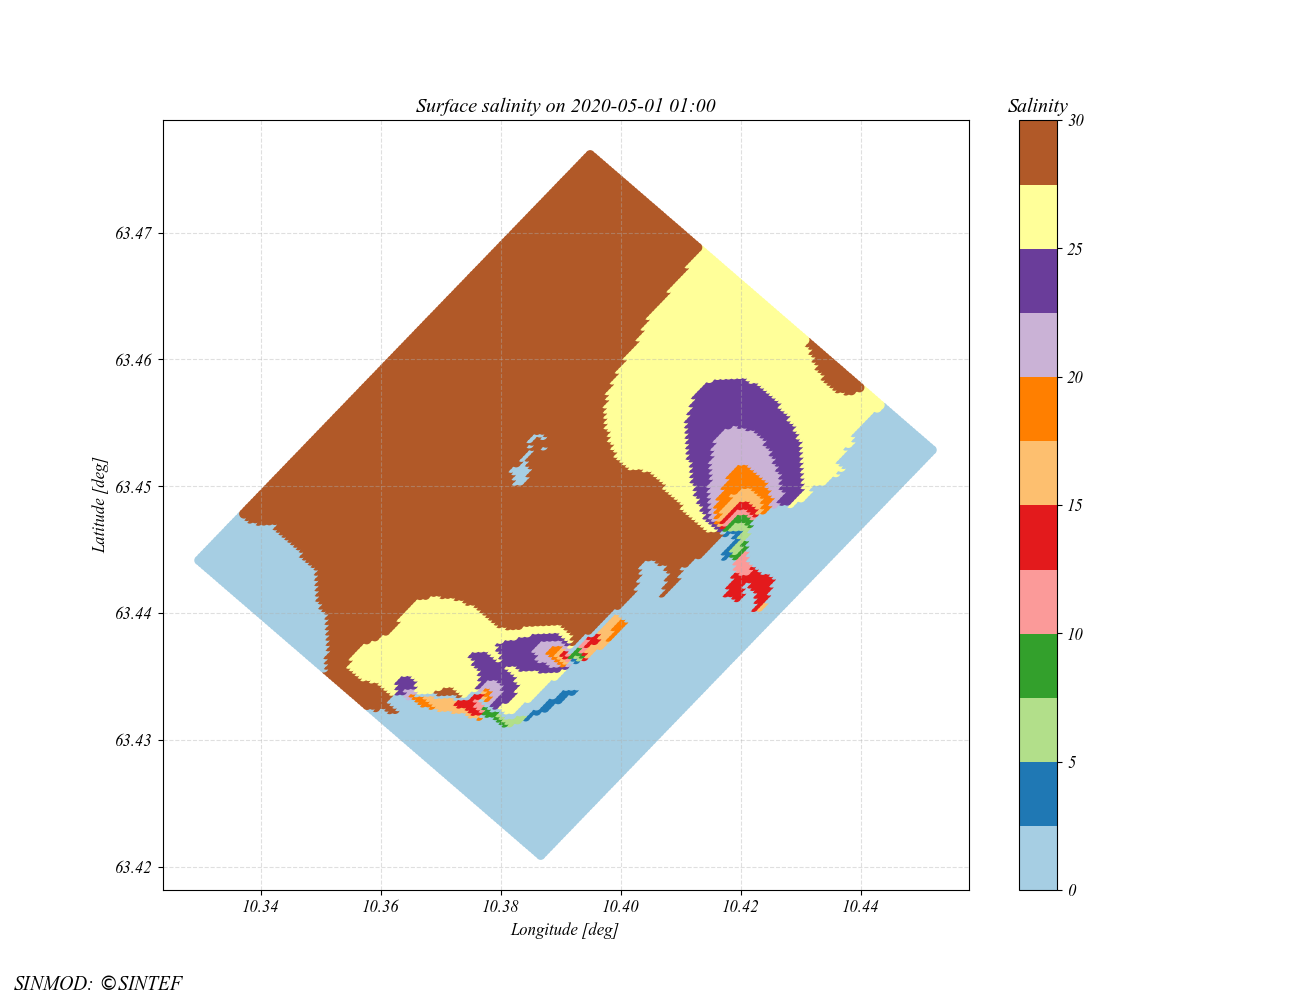 Surface salinity on 2020-05-01 01:00
Salinity
30
25
20
15
10
5
0
63.47
63.46
63.45
63.44
63.43
63.42
Latitude [deg]
10.34 10.36 10.38 10.40 10.42 10.44
Longitude [deg]
SINMOD: ©SINTEF